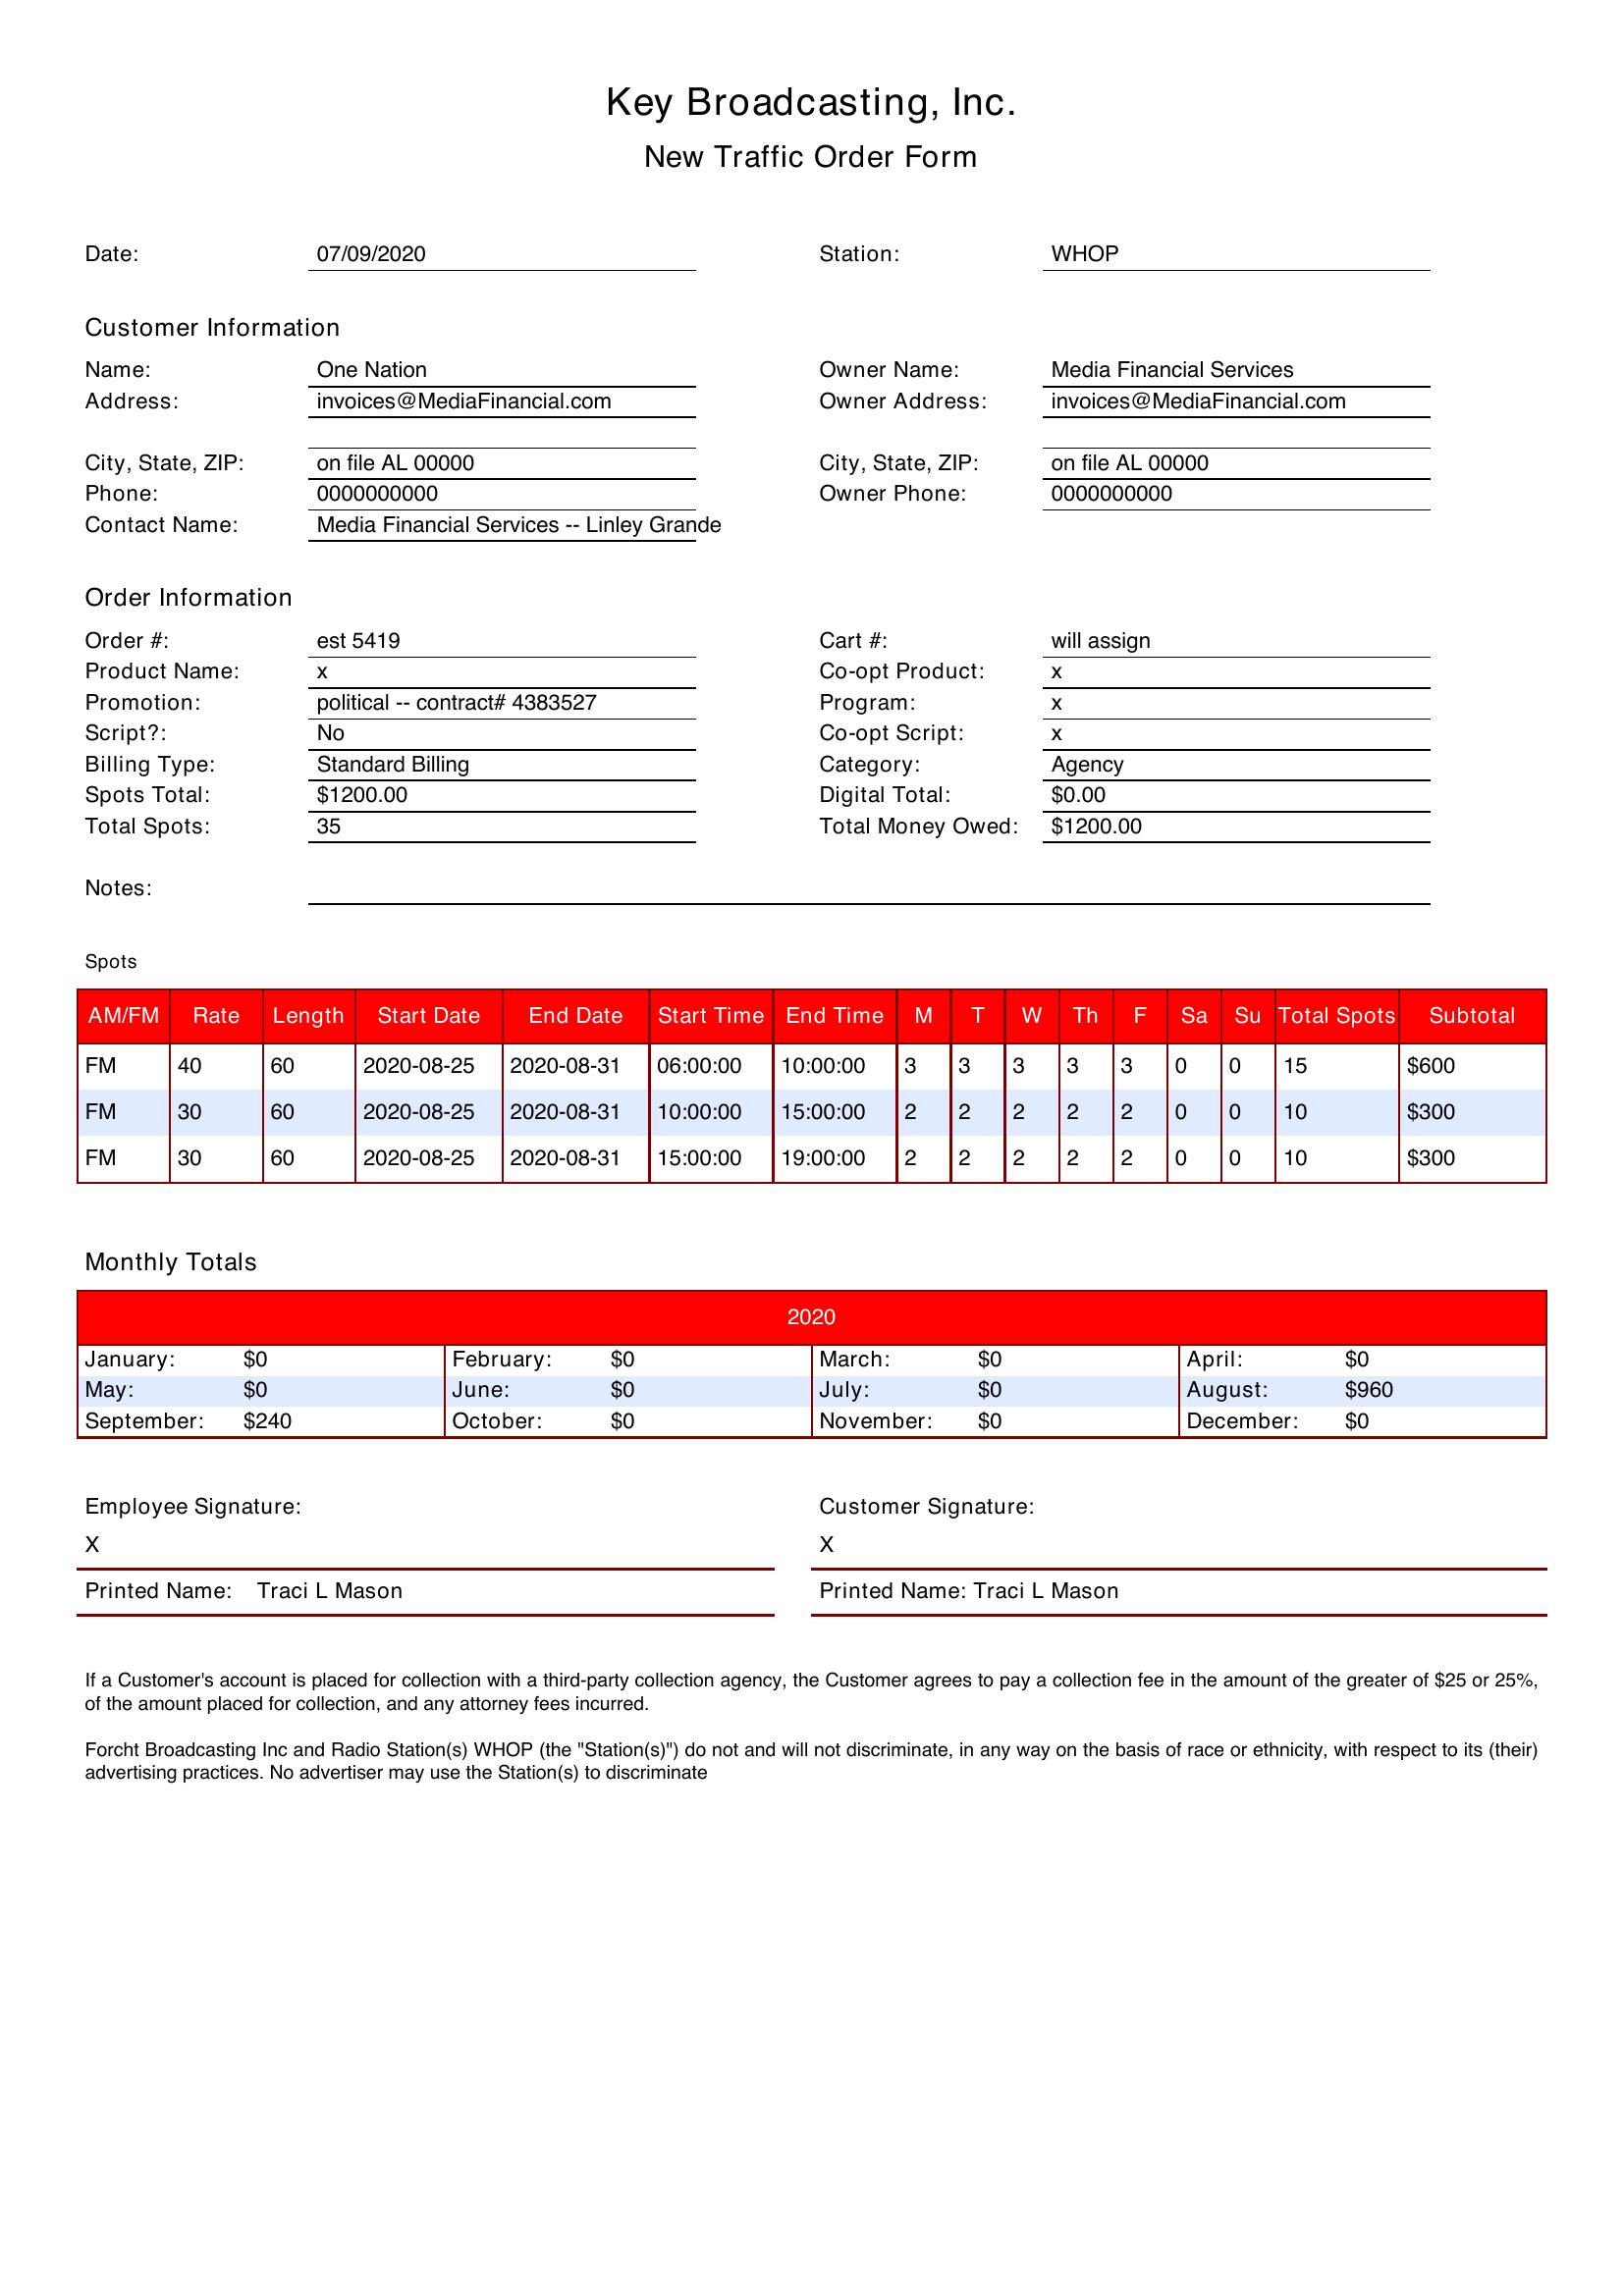 Key Broadcasting, Inc.
New Traffic Order Form
Date: 07/09/2020 Station: WHOP
Customer Information
Name: One Nation Owner Name: Media Financial Services
Address: invoices@MediaFinancial.com Owner Address: invoices@MediaFinancial.com
City, State, ZIP: on file AL 00000 City, State, ZIP: on file AL 00000
Phone: 0000000000 Owner Phone: 0000000000
Contact Name: Media Financial Services -- Linley Grande
Order Information
Order #: est 5419 Cart #: will assign
Product Name: x Co-opt Product: x
Promotion: political -- contract# 4383527 Program: x
Script?: No Co-opt Script: x
Billing Type: Standard Billing Category: Agency
Spots Total: $1200.00 Digital Total: $0.00
Total Spots: 35 Total Money Owed: $1200.00
Notes:
Spots
AM/FM Rate Length Start Date End Date Start Time End Time M T W Th F Sa Su Total Spots Subtotal
FM 40 60 2020-08-25 2020-08-31 06:00:00 10:00:00 3 3 3 3 3 0 0 15 $600
FM 30 60 2020-08-25 2020-08-31 10:00:00 15:00:00 2 2 2 2 2 0 0 10 $300
FM 30 60 2020-08-25 2020-08-31 15:00:00 19:00:00 2 2 2 2 2 0 0 10 $300
Monthly Totals
2020
January: $0 February: $0 March: $0 April: $0
May: $0 June: $0 July: $0 August: $960
September: $240 October: $0 November: $0 December: $0
Employee Signature: Customer Signature:
X X
Printed Name: Traci L Mason Printed Name: Traci L Mason
If a Customer's account is placed for collection with a third-party collection agency, the Customer agrees to pay a collection fee in the amount of the greater of $25 or 25%,
of the amount placed for collection, and any attorney fees incurred.
Forcht Broadcasting Inc and Radio Station(s) WHOP (the "Station(s)") do not and will not discriminate, in any way on the basis of race or ethnicity, with respect to its (their)
advertising practices. No advertiser may use the Station(s) to discriminate